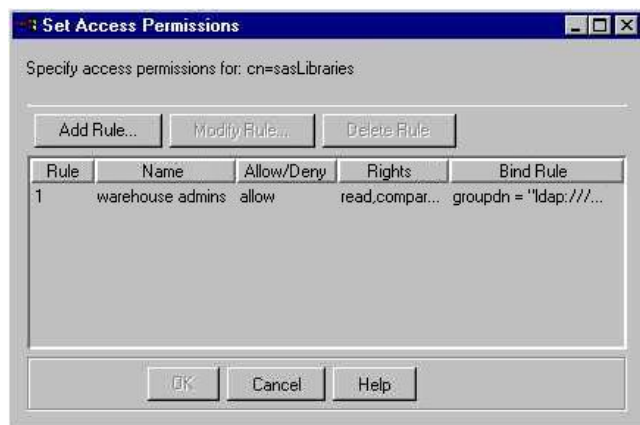 Set Access Permissions
Specify access permissions for: cn=sasLibraries
Add Rule... Modify Rule... Delete Rule
Rule Name Allow/Deny Rights Bind Rule
1 warehouse admins allow read,compar... groupdn = "ldap:///...
OK Cancel Help